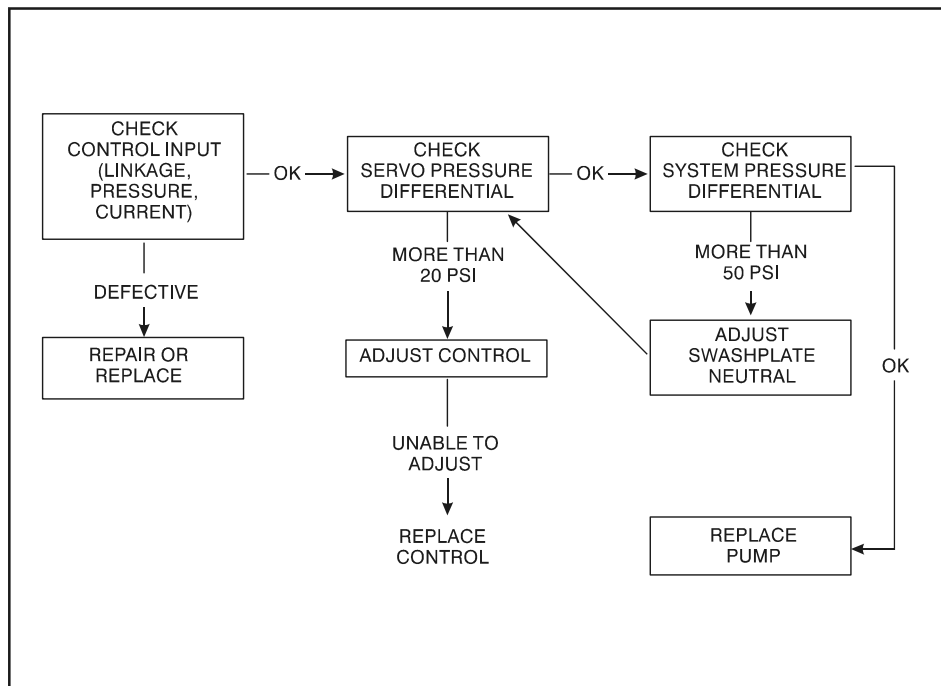 CHECK
CONTROL INPUT
(LINKAGE,
PRESSURE,
CURRENT)
OK
CHECK
SERVO PRESSURE
DIFFERENTIAL
OK
CHECK
SYSTEM PRESSURE
DIFFERENTIAL
DEFECTIVE
REPAIR OR
REPLACE
MORE THAN
20 PSI
ADJUST CONTROL
UNABLE TO
ADJUST
REPLACE
CONTROL
MORE THAN
50 PSI
ADJUST
SWASHPLATE
NEUTRAL
OK
REPLACE
PUMP